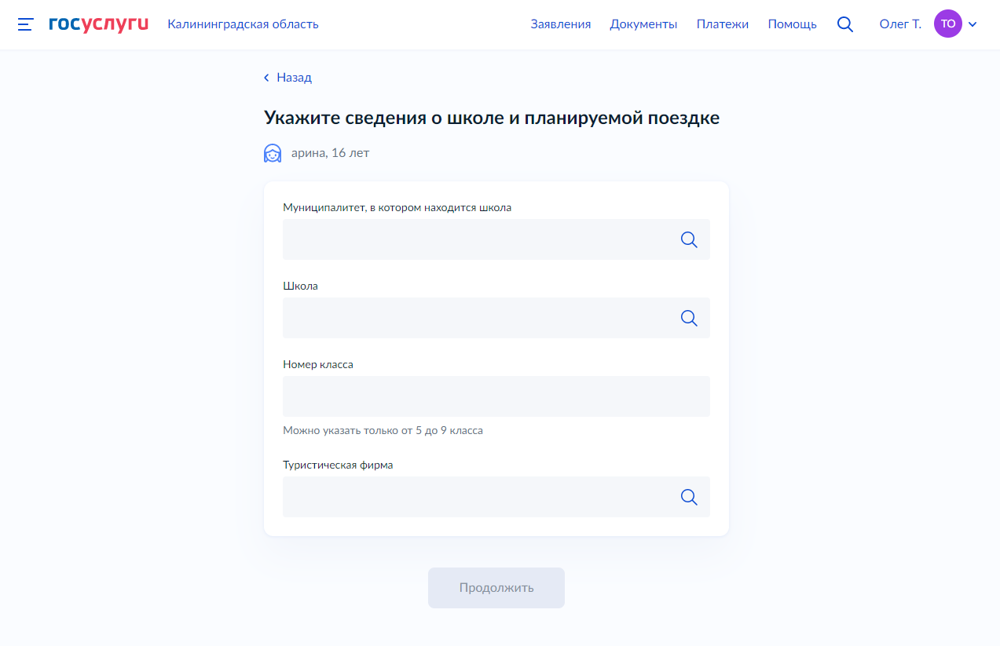 госуслуги Калининградская область Заявления Документы Платежи Помощь Олег Т. ТО
Назад
Укажите сведения о школе и планируемой поездке
арина, 16 лет
Муниципалитет, в котором находится школа
Школа
Номер класса
Можно указать только от 5 до 9 класса
Туристическая фирма
Продолжить